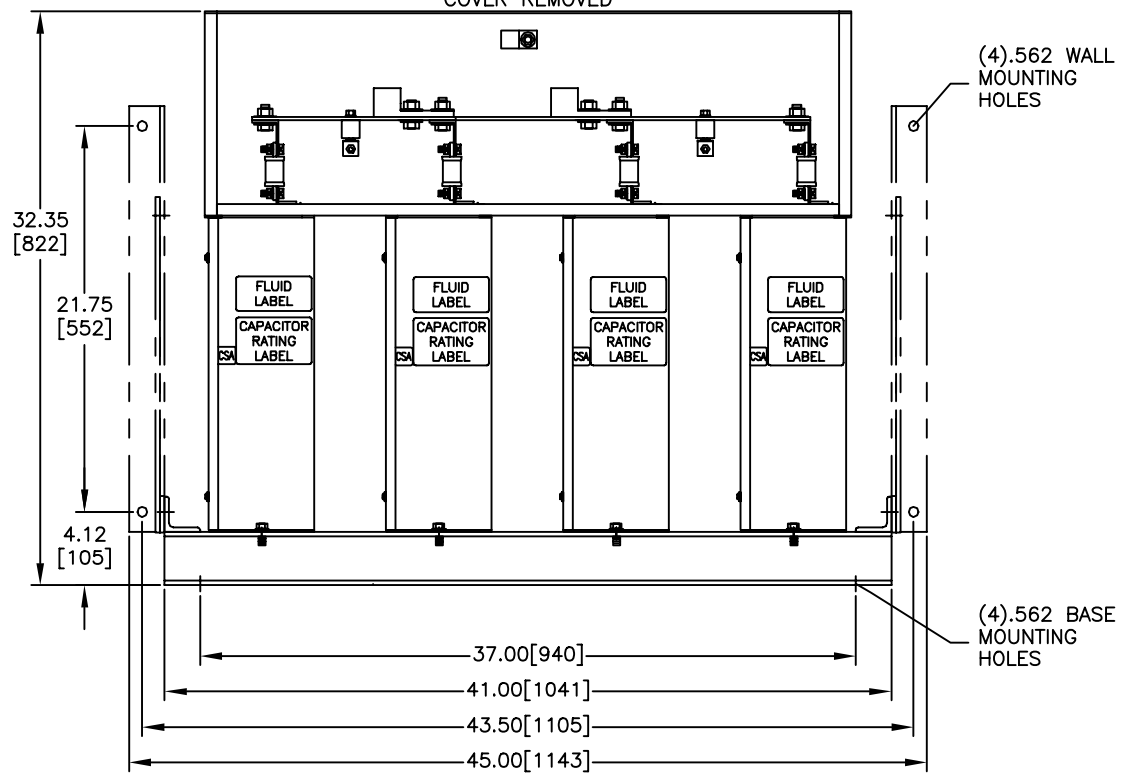 COVER REMOVED
(4).562 WALL
MOUNTING
HOLES
32.35
[822]
21.75
[552]
4.12
[105]
FLUID
LABEL
CAPACITOR
RATING
LABEL
CSA
FLUID
LABEL
CAPACITOR
RATING
LABEL
CSA
FLUID
LABEL
CAPACITOR
RATING
LABEL
CSA
FLUID
LABEL
CAPACITOR
RATING
LABEL
CSA
(4).562 BASE
MOUNTING
HOLES
37.00[940]
41.00[1041]
43.50[1105]
45.00[1143]